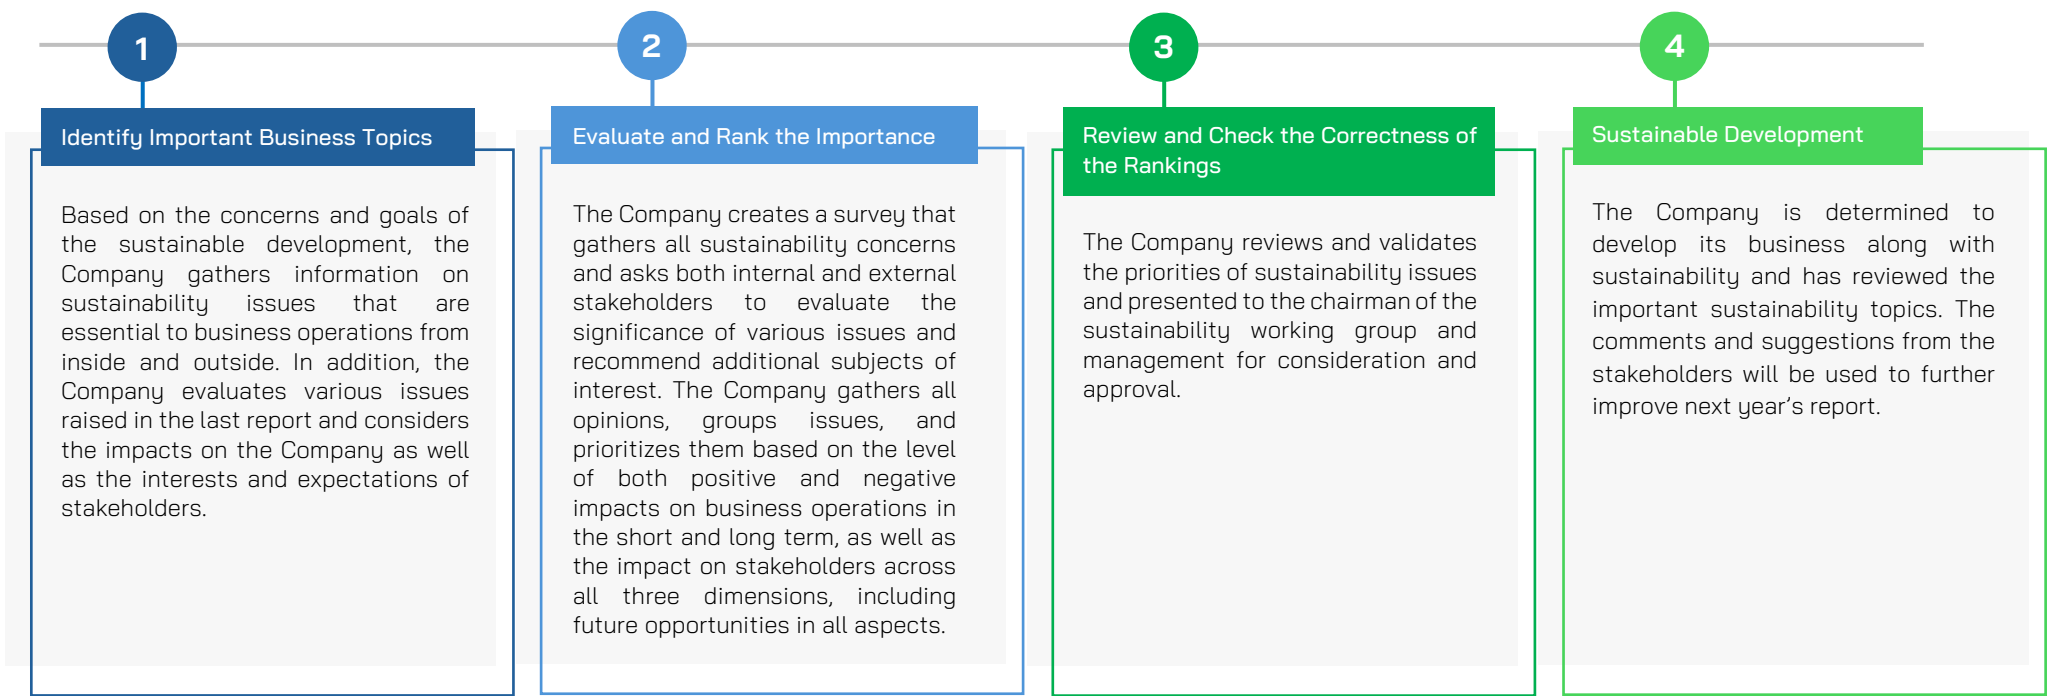 1
Identify Important Business Topics
Based on the concerns and goals of
the sustainable development, the
Company gathers information on
sustainability issues that are
essential to business operations from
inside and outside. In addition, the
Company evaluates various issues
raised in the last report and considers
the impacts on the Company as well
as the interests and expectations of
stakeholders.
2
Evaluate and Rank the Importance
The Company creates a survey that
gathers all sustainability concerns
and asks both internal and external
stakeholders to evaluate the
significance of various issues and
recommend additional subjects of
interest. The Company gathers all
opinions, groups issues, and
prioritizes them based on the level
of both positive and negative
impacts on business operations in
the short and long term, as well as
the impact on stakeholders across
all three dimensions, including
future opportunities in all aspects.
3
Review and Check the Correctness of
the Rankings
The Company reviews and validates
the priorities of sustainability issues
and presented to the chairman of the
sustainability working group and
management for consideration and
approval.
4
Sustainable Development
The Company is determined to
develop its business along with
sustainability and has reviewed the
important sustainability topics. The
comments and suggestions from the
stakeholders will be used to further
improve next year's report.